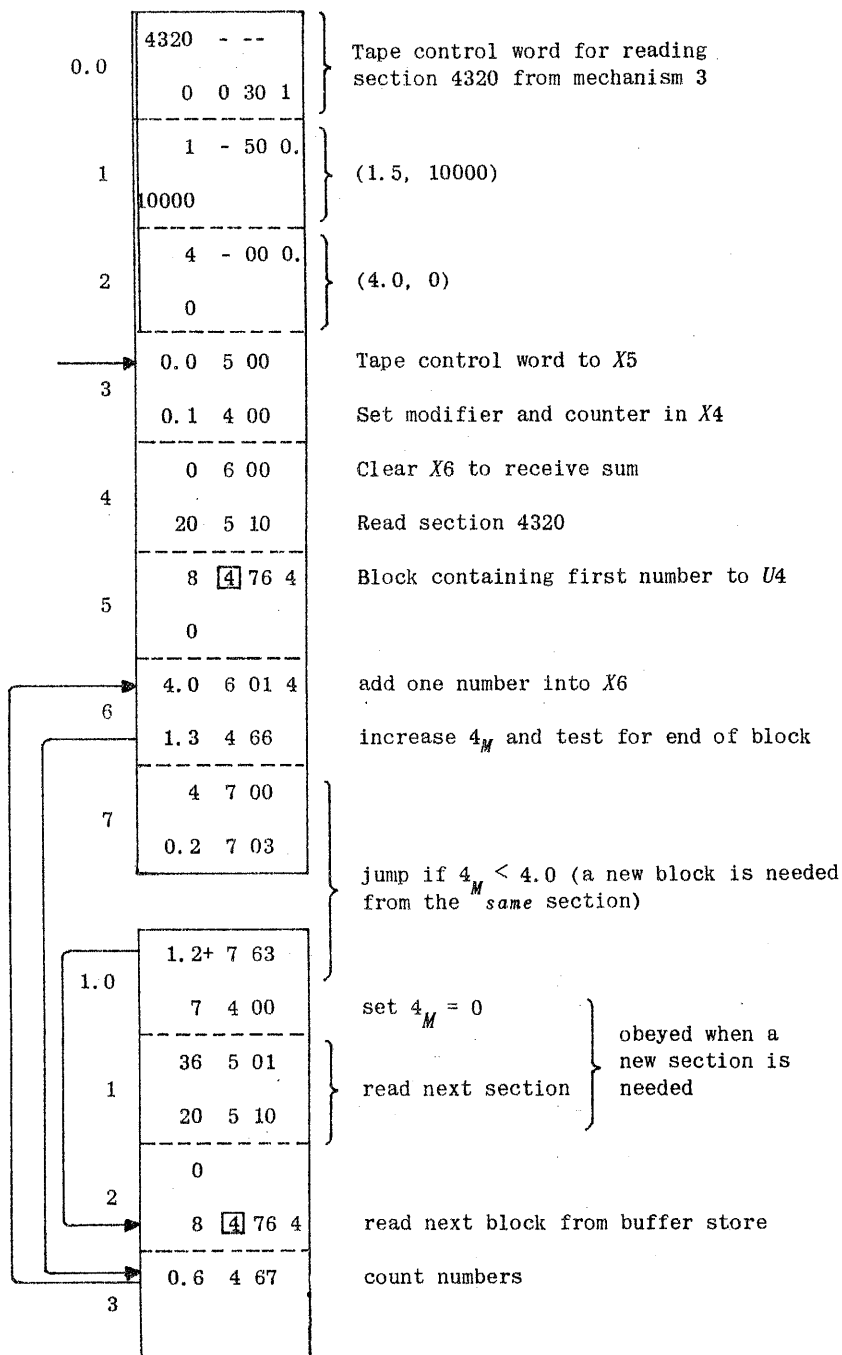 4320 - --
0.0
0 0 30 1
Tape control word for reading
section 4320 from mechanism 3
1 - 50 0.
1
10000
(1.5, 10000)
4 - 00 0.
2
0
(4.0, 0)
0.0 5 00 Tape control word to X5
3
0.1 4 00 Set modifier and counter in X4
0 6 00 Clear X6 to receive sum
4
20 5 10 Read section 4320
8 4 76 4 Block containing first number to U4
5
0
4.0 6 01 4 add one number into X6
6
1.3 4 66 increase 4M and test for end of block
4 7 00
7
0.2 7 03
jump if 4M < 4.0 (a new block is needed
from the same section)
1.2+ 7 63
1.0
7 4 00 set 4M = 0
obeyed when a
new section is
needed
36 5 01
1
read next section
20 5 10
0
2
8 4 76 4 read next block from buffer store
0.6 4 67 count numbers
3